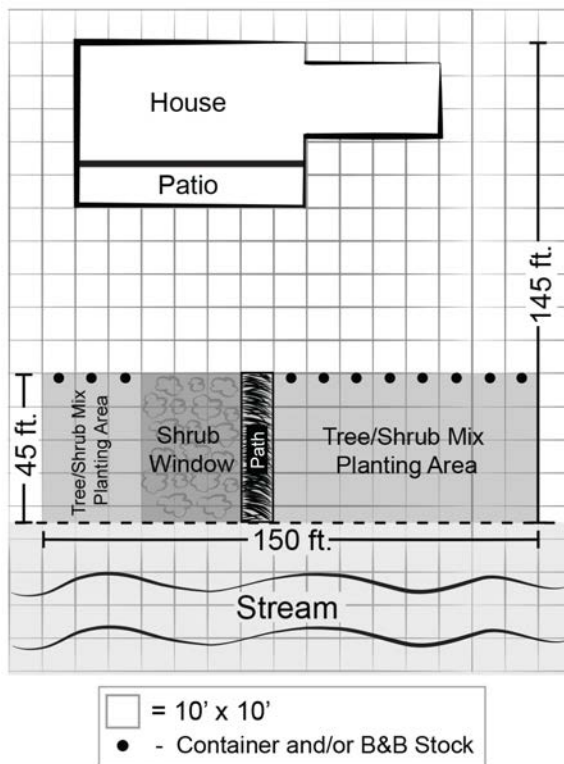 House
Patio
145 ft.
45 ft.
Tree/Shrub Mix
Planting Area
Shrub
Window
Path
Tree/Shrub Mix
Planting Area
150 ft.
Stream
= 10' x 10'
- Container and/or B&B Stock